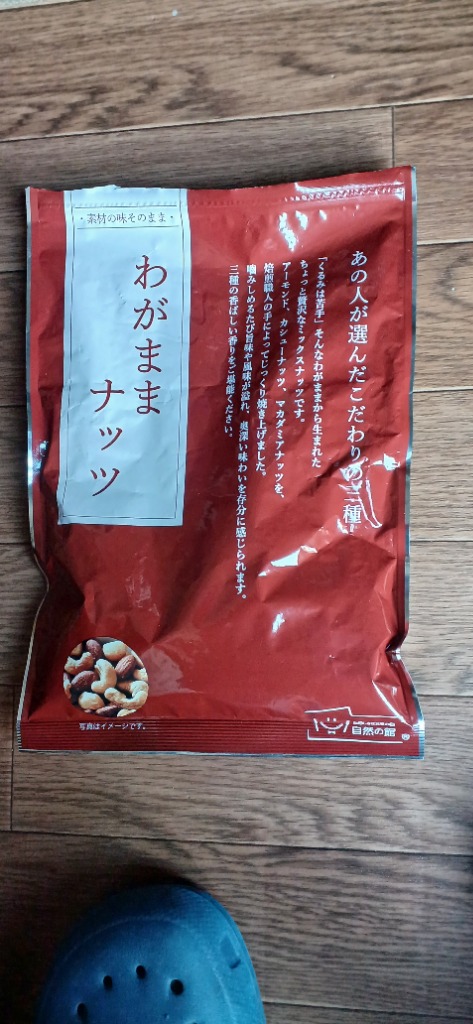 ・素材の味そのまま・
わがまま
ナッツ
あの人が選んだこだわりの三種
「くるみは苦手」そんなわがままから生まれた
ちょっと贅沢なミックスナッツです。
アーモンド、カシューナッツ、マカダミアナッツを、
焙煎職人の手によってじっくり焼き上げました。
噛みしめるたび旨味や風味が溢れ、奥深い味わいを存分に感じられます。
三種の香ばしい香りをご堪能ください。
写真はイメージです。
自然の館